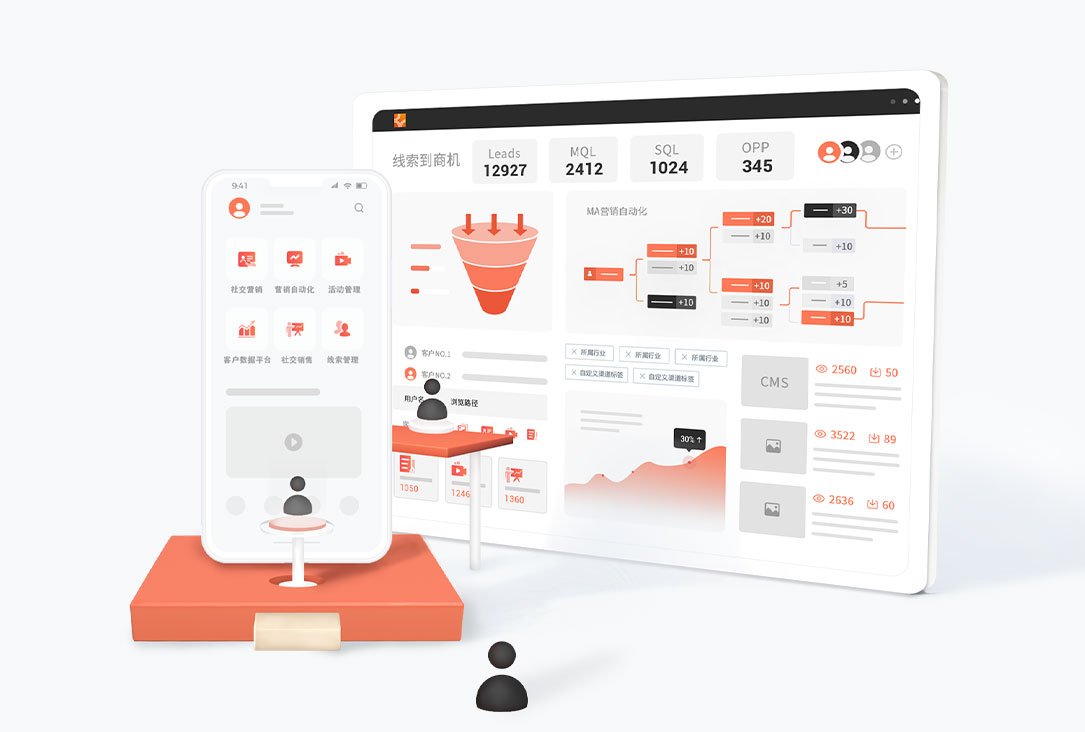 9:41
社交营销
营销自动化
活动管理
客户数据平台
社交销售
线索管理
线索到商机
Leads
12927
MQL
2412
SQL
1024
OPP
345
MA营销自动化
+10
+10
+10
+20
+10
+10
+10
+10
+30
+10
+5
+10
+10
客户NO.1
客户NO.2
浏览路径
1050
1246
1360
× 所属行业
× 所属行业
× 所属行业
× 自定义渠道标签
× 自定义渠道标签
30% ↑
CMS
2560
50
3522
89
2636
60